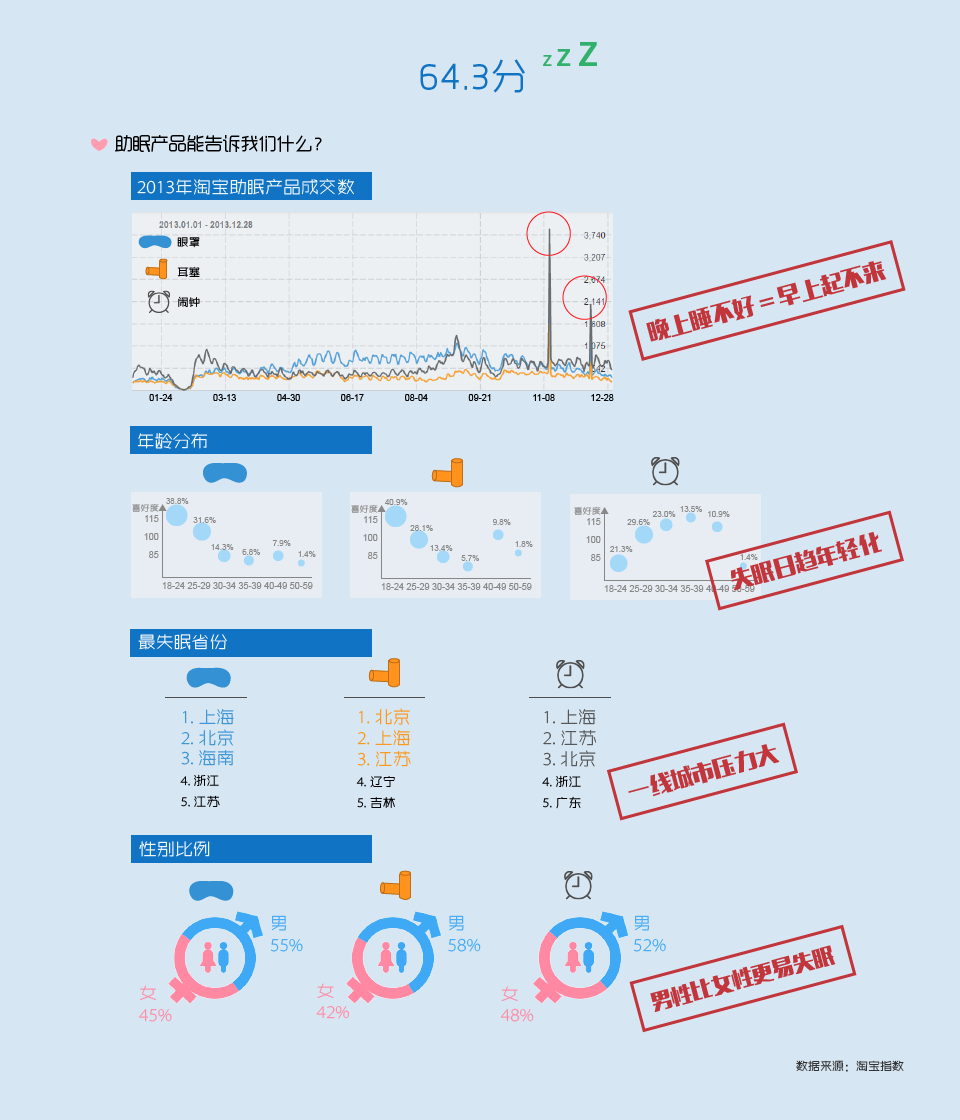 64.3分
z z Z
助眠产品能告诉我们什么?
2013年淘宝助眠产品成交数
2013.01.01 - 2013.12.28
眼罩
耳塞
闹钟
3,740
3,207
2,674
2,141
1,608
1,075
542
01-24 03-13 04-30 06-17 08-04 09-21 11-08 12-28
晚上睡不好=早上起不来
年龄分布
喜好度
115
100
85
38.8%
31.6%
14.3%
6.8%
7.9%
1.4%
18-24 25-29 30-34 35-39 40-49 50-59
喜好度
115
100
85
40.9%
28.1%
13.4%
5.7%
9.8%
1.8%
18-24 25-29 30-34 35-39 40-49 50-59
喜好度
115
100
85
21.3%
29.6%
23.0%
13.5%
10.9%
1.4%
18-24 25-29 30-34 35-39 40-49 50-59
失眠日趋年轻化
最失眠省份
1. 上海
2. 北京
3. 海南
4. 浙江
5. 江苏
1. 北京
2. 上海
3. 江苏
4. 辽宁
5. 吉林
1. 上海
2. 江苏
3. 北京
4. 浙江
5. 广东
一线城市压力大
性别比例
男
55%
女
45%
男
58%
女
42%
男
52%
女
48%
男性比女性更易失眠
数据来源：淘宝指数